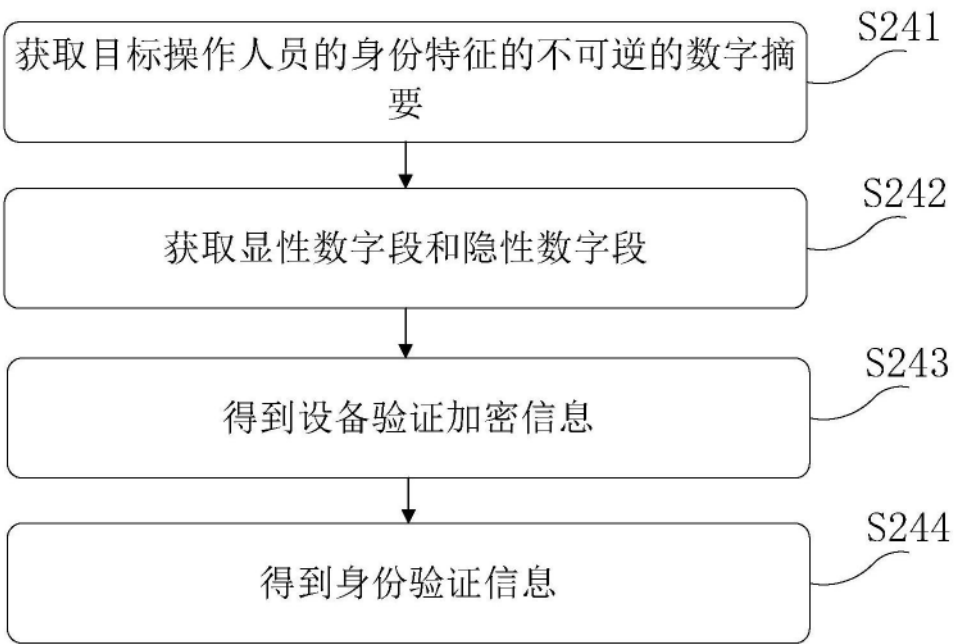 S241
获取目标操作人员的身份特征的不可逆的数字摘
要
S242
获取显性数字段和隐性数字段
S243
得到设备验证加密信息
S244
得到身份验证信息